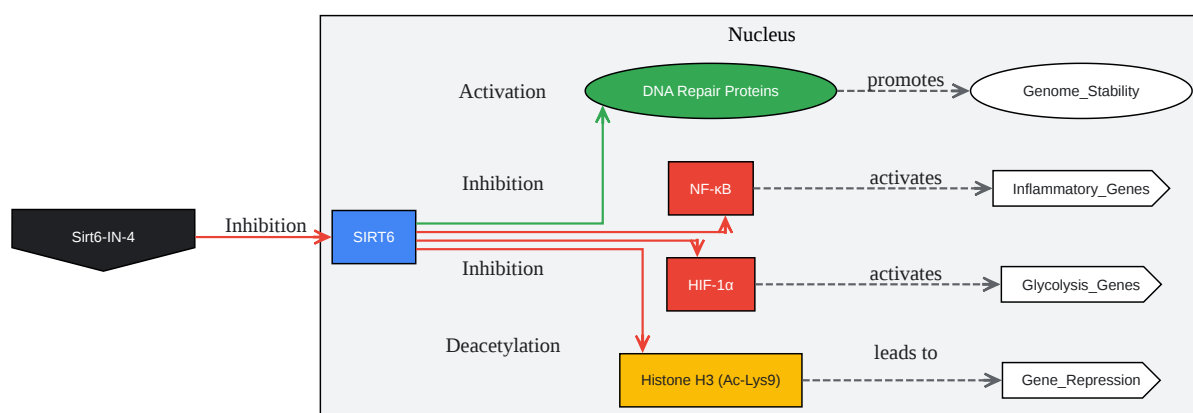 Nucleus
Activation
DNA Repair Proteins
promotes
Genome_Stability
Inhibition
NF-κB
activates
Inflammatory_Genes
Sirt6-IN-4
Inhibition
SIRT6
Inhibition
HIF-1α
activates
Glycolysis_Genes
Deacetylation
Histone H3 (Ac-Lys9)
leads to
Gene_Repression